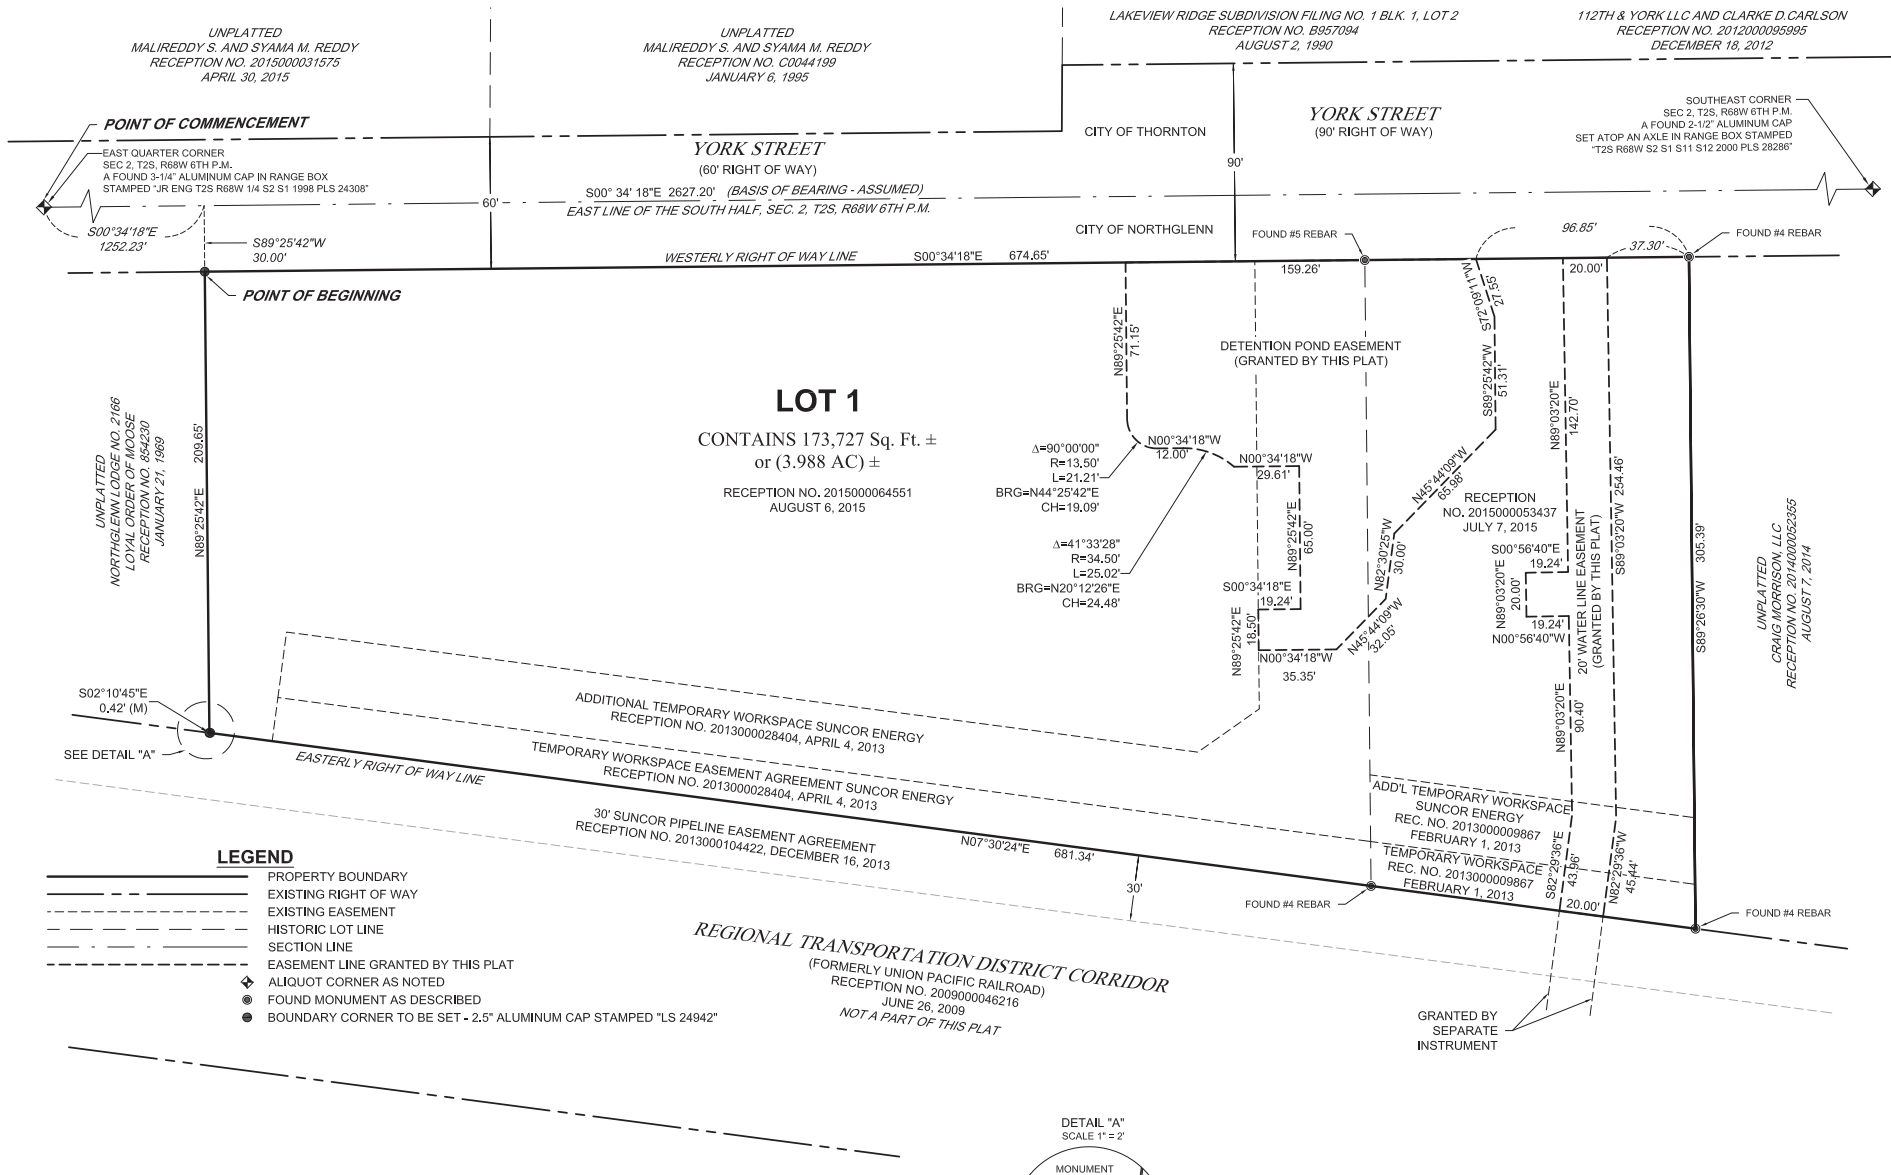 UNPLATTED
MALIREDDY S. AND SYAMA M. REDDY
RECEPTION NO. 2015000031575
APRIL 30, 2015
UNPLATTED
MALIREDDY S. AND SYAMA M. REDDY
RECEPTION NO. C0044199
JANUARY 6, 1995
LAKEVIEW RIDGE SUBDIVISION FILING NO. 1 BLK. 1, LOT 2
RECEPTION NO. B957094
AUGUST 2, 1990
112TH & YORK LLC AND CLARKE D.CARLSON
RECEPTION NO. 2012000095995
DECEMBER 18, 2012
POINT OF COMMENCEMENT
EAST QUARTER CORNER
SEC 2, T2S, R68W 6TH P.M.
A FOUND 3-1/4" ALUMINUM CAP IN RANGE BOX
STAMPED "JR ENG T2S R68W 1/4 S2 S1 1998 PLS 24308"
YORK STREET
(60' RIGHT OF WAY)
CITY OF THORNTON
90'
YORK STREET
(90' RIGHT OF WAY)
SOUTHEAST CORNER
SEC 2, T2S, R68W 6TH P.M.
A FOUND 2-1/2" ALUMINUM CAP
SET ATOP AN AXLE IN RANGE BOX STAMPED
"T2S R68W S2 S1 S11 S12 2000 PLS 28286"
S00° 34' 18"E 2627.20' (BASIS OF BEARING - ASSUMED)
60'
EAST LINE OF THE SOUTH HALF, SEC. 2, T2S, R68W 6TH P.M.
S00°34'18"E
1252.23'
S89°25'42"W
30.00'
CITY OF NORTHGLENN
FOUND #5 REBAR
96.85'
37.30'
FOUND #4 REBAR
WESTERLY RIGHT OF WAY LINE S00°34'18"E 674.65'
159.26'
20.00'
POINT OF BEGINNING
N89°25'42"E
71.15'
DETENTION POND EASEMENT
(GRANTED BY THIS PLAT)
S72°09'11"W
27.55'
S89°25'42"W
51.31'
N89°03'20"E
142.70'
LOT 1
CONTAINS 173,727 Sq. Ft. ±
or (3.988 AC) ±
RECEPTION NO. 2015000064551
AUGUST 6, 2015
UNPLATTED
NORTHGLENN LODGE NO. 2166
LOYAL ORDER OF MOOSE
RECEPTION NO. 854230
JANUARY 21, 1969
N89°25'42"E 209.65'
Δ=90°00'00"
R=13.50'
L=21.21'
BRG=N44°25'42"E
CH=19.09'
N00°34'18"W
12.00'
N00°34'18"W
29.61'
Δ=41°33'28"
R=34.50'
L=25.02'
BRG=N20°12'26"E
CH=24.48'
N89°25'42"E
65.00'
S00°34'18"E
19.24'
N89°25'42"E
18.50'
N00°34'18"W
35.35'
N45°44'09"W
32.05'
N82°30'25"W
30.00'
N45°44'09"W
65.98'
RECEPTION
NO. 2015000053437
JULY 7, 2015
S00°56'40"E
19.24'
N89°03'20"E
20.00'
19.24'
N00°56'40"W
20' WATER LINE EASEMENT
(GRANTED BY THIS PLAT)
S89°03'20"W 254.46'
N89°03'20"E
90.40'
S89°26'30"W 305.39'
UNPLATTED
CRAIG MORRISON, LLC
RECEPTION NO. 2014000052355
AUGUST 7, 2014
S02°10'45"E
0.42' (M)
SEE DETAIL "A"
ADDITIONAL TEMPORARY WORKSPACE SUNCOR ENERGY
RECEPTION NO. 2013000028404, APRIL 4, 2013
TEMPORARY WORKSPACE EASEMENT AGREEMENT SUNCOR ENERGY
RECEPTION NO. 2013000028404, APRIL 4, 2013
EASTERLY RIGHT OF WAY LINE
30' SUNCOR PIPELINE EASEMENT AGREEMENT
RECEPTION NO. 2013000104422, DECEMBER 16, 2013
N07°30'24"E 681.34'
30'
ADD'L TEMPORARY WORKSPACE
SUNCOR ENERGY
REC. NO. 2013000009867
FEBRUARY 1, 2013
TEMPORARY WORKSPACE
REC. NO. 2013000009867
FEBRUARY 1, 2013
S82°29'36"E
43.96'
N82°29'36"W
45.44'
20.00'
FOUND #4 REBAR
FOUND #4 REBAR
LEGEND
PROPERTY BOUNDARY
EXISTING RIGHT OF WAY
EXISTING EASEMENT
HISTORIC LOT LINE
SECTION LINE
EASEMENT LINE GRANTED BY THIS PLAT
ALIQUOT CORNER AS NOTED
FOUND MONUMENT AS DESCRIBED
BOUNDARY CORNER TO BE SET - 2.5" ALUMINUM CAP STAMPED "LS 24942"
REGIONAL TRANSPORTATION DISTRICT CORRIDOR
(FORMERLY UNION PACIFIC RAILROAD)
RECEPTION NO. 2009000046216
JUNE 26, 2009
NOT A PART OF THIS PLAT
GRANTED BY
SEPARATE
INSTRUMENT
DETAIL "A"
SCALE 1" = 2'
MONUMENT